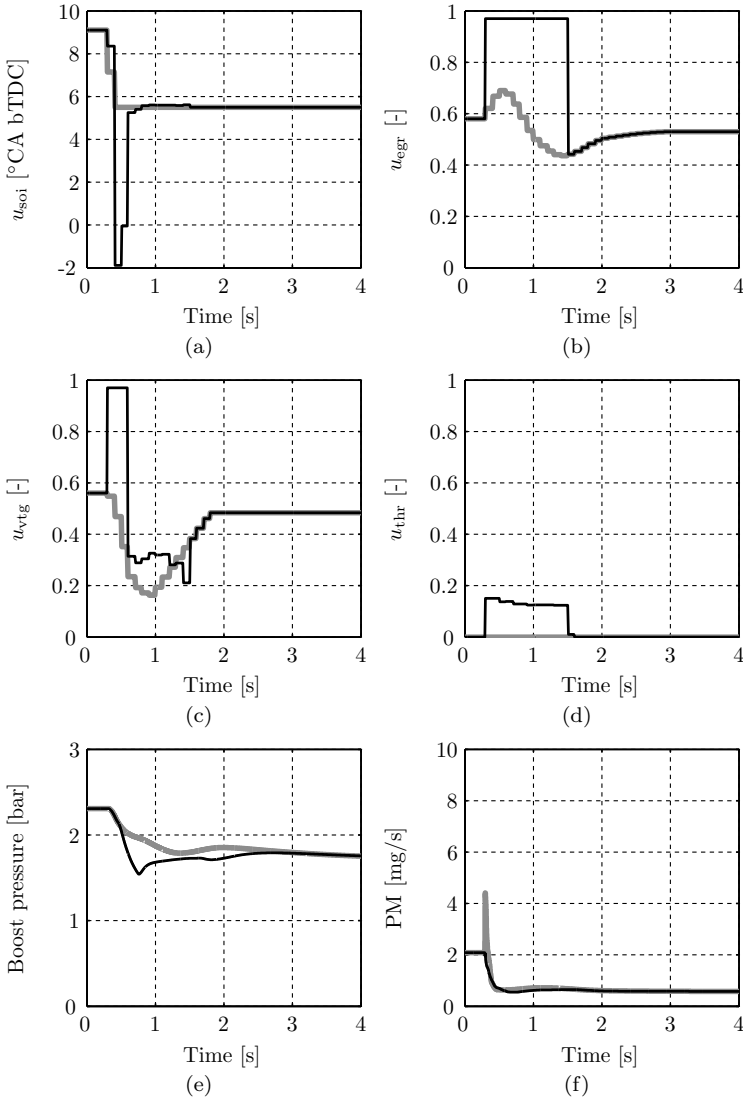 10
8
6
4
2
0
-2
u_soi [°CA bTDC]
0 1 2 3 4
Time [s]
(a)
1
0.8
0.6
0.4
0.2
0
u_egr [-]
0 1 2 3 4
Time [s]
(b)
1
0.8
0.6
0.4
0.2
0
u_vtg [-]
0 1 2 3 4
Time [s]
(c)
1
0.8
0.6
0.4
0.2
0
u_thr [-]
0 1 2 3 4
Time [s]
(d)
3
2
1
0
Boost pressure [bar]
0 1 2 3 4
Time [s]
(e)
10
8
6
4
2
0
PM [mg/s]
0 1 2 3 4
Time [s]
(f)